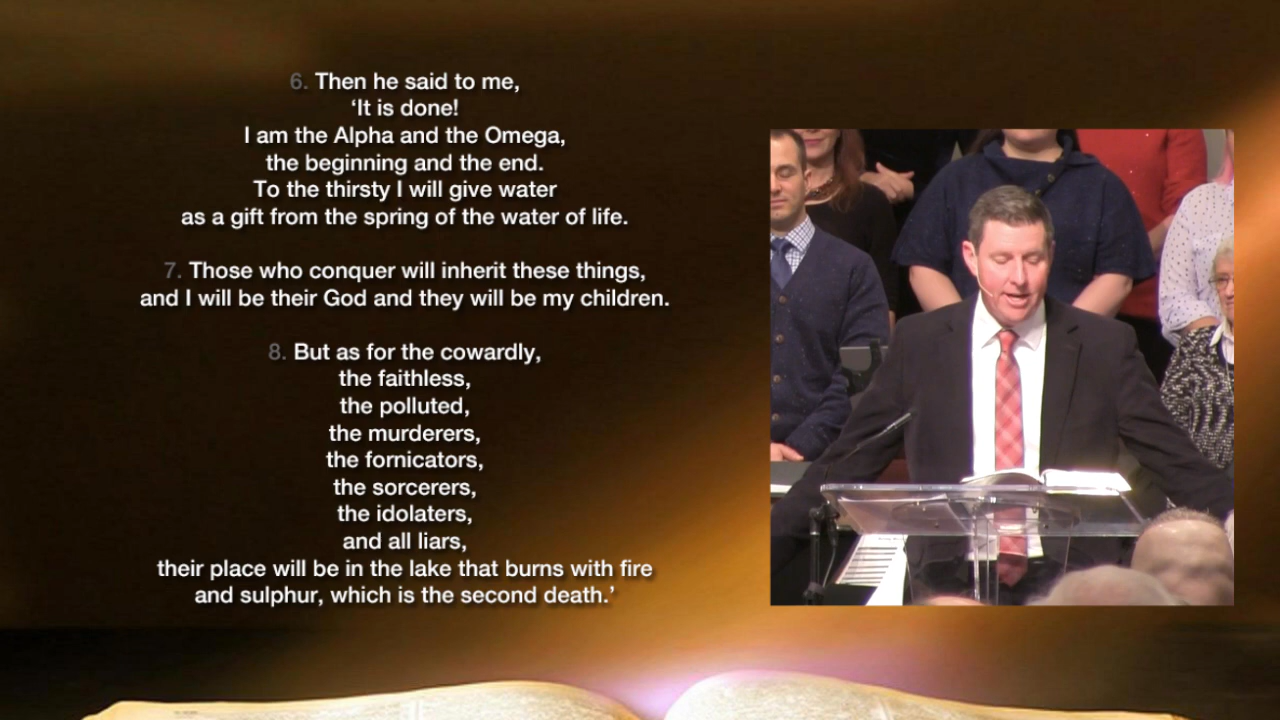 6. Then he said to me,
‘It is done!
I am the Alpha and the Omega,
the beginning and the end.
To the thirsty I will give water
as a gift from the spring of the water of life.
7. Those who conquer will inherit these things,
and I will be their God and they will be my children.
8. But as for the cowardly,
the faithless,
the polluted,
the murderers,
the fornicators,
the sorcerers,
the idolaters,
and all liars,
their place will be in the lake that burns with fire
and sulphur, which is the second death.’